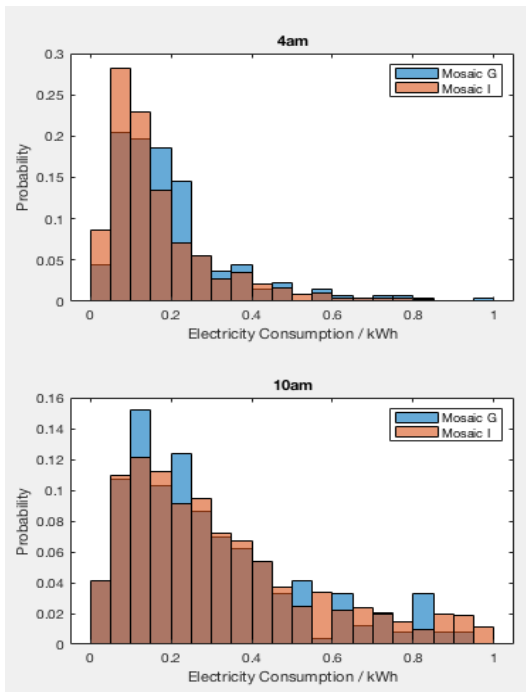 4am
0.3
0.25
0.2
0.15
0.1
0.05
0
Probability
Mosaic G
Mosaic I
0 0.2 0.4 0.6 0.8 1
Electricity Consumption / kWh
10am
0.16
0.14
0.12
0.1
0.08
0.06
0.04
0.02
0
Probability
Mosaic G
Mosaic I
0 0.2 0.4 0.6 0.8 1
Electricity Consumption / kWh